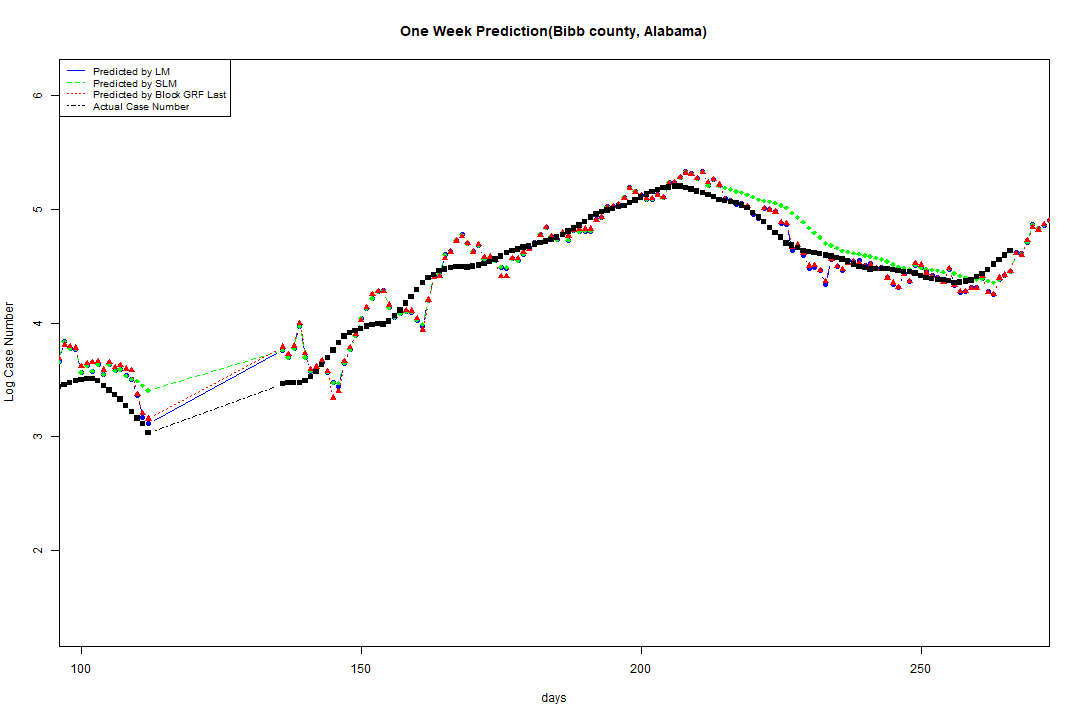 One Week Prediction(Bibb county, Alabama)
Predicted by LM
Predicted by SLM
Predicted by Block GRF Last
Actual Case Number
6
5
4
3
2
Log Case Number
100
150
200
250
days